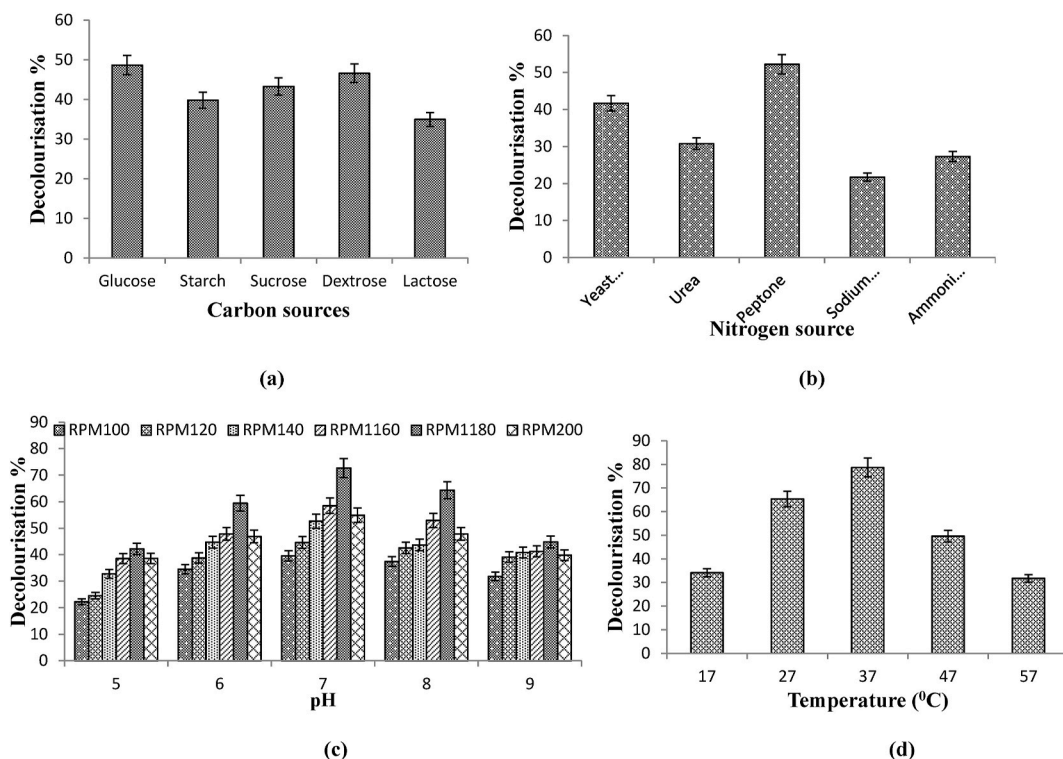 60
50
40
30
20
10
0
Decolourisation %
Glucose Starch Sucrose Dextrose Lactose
Carbon sources
(a)
60
50
40
30
20
10
0
Decolourisation %
Yeast... Urea Peptone Sodium... Ammoni...
Nitrogen source
(b)
90
80
70
60
50
40
30
20
10
0
Decolourisation %
RPM100 RPM120 RPM140 RPM1160 RPM1180 RPM200
5 6 7 8 9
pH
(c)
90
80
70
60
50
40
30
20
10
0
Decolourisation %
17 27 37 47 57
Temperature (⁰C)
(d)